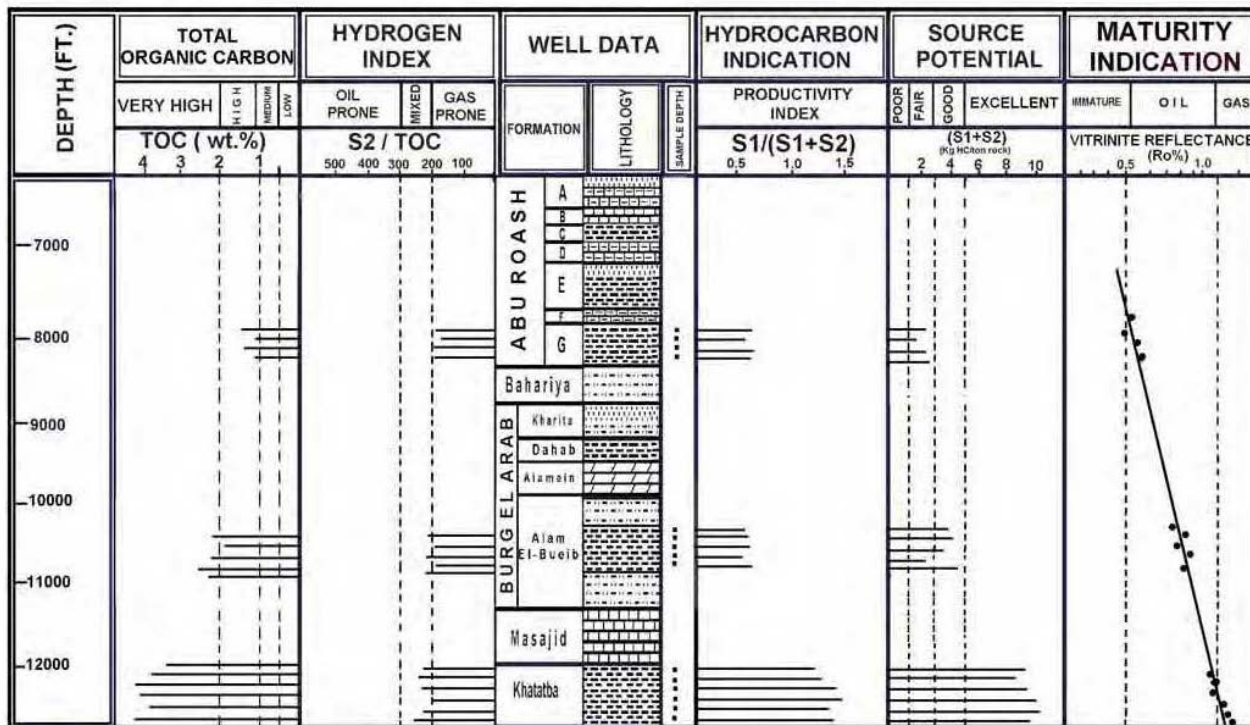 DEPTH (FT.)
TOTAL
ORGANIC CARBON
VERY HIGH
HIGH
MEDIUM
LOW
TOC ( wt.%)
4 3 2 1
HYDROGEN
INDEX
OIL
PRONE
MIXED
GAS
PRONE
S2 / TOC
500 400 300 200 100
WELL DATA
FORMATION
LITHOLOGY
SAMPLE DEPTH
HYDROCARBON
INDICATION
PRODUCTIVITY
INDEX
S1/(S1+S2)
0.5 1.0 1.5
SOURCE
POTENTIAL
POOR
FAIR
GOOD
EXCELLENT
(S1+S2)
(Kg HC/ton rock)
2 4 6 8 10
MATURITY
INDICATION
IMMATURE
OIL
GAS
VITRINITE REFLECTANCE
(Ro%)
0.5 1.0
7000
8000
9000
10000
11000
12000
ABUROASH
A
B
C
D
E
F
G
Bahariya
BURGEL ARAB
Kharita
Dahab
Alamein
Alam
El-Bueib
Masajid
Khatatba